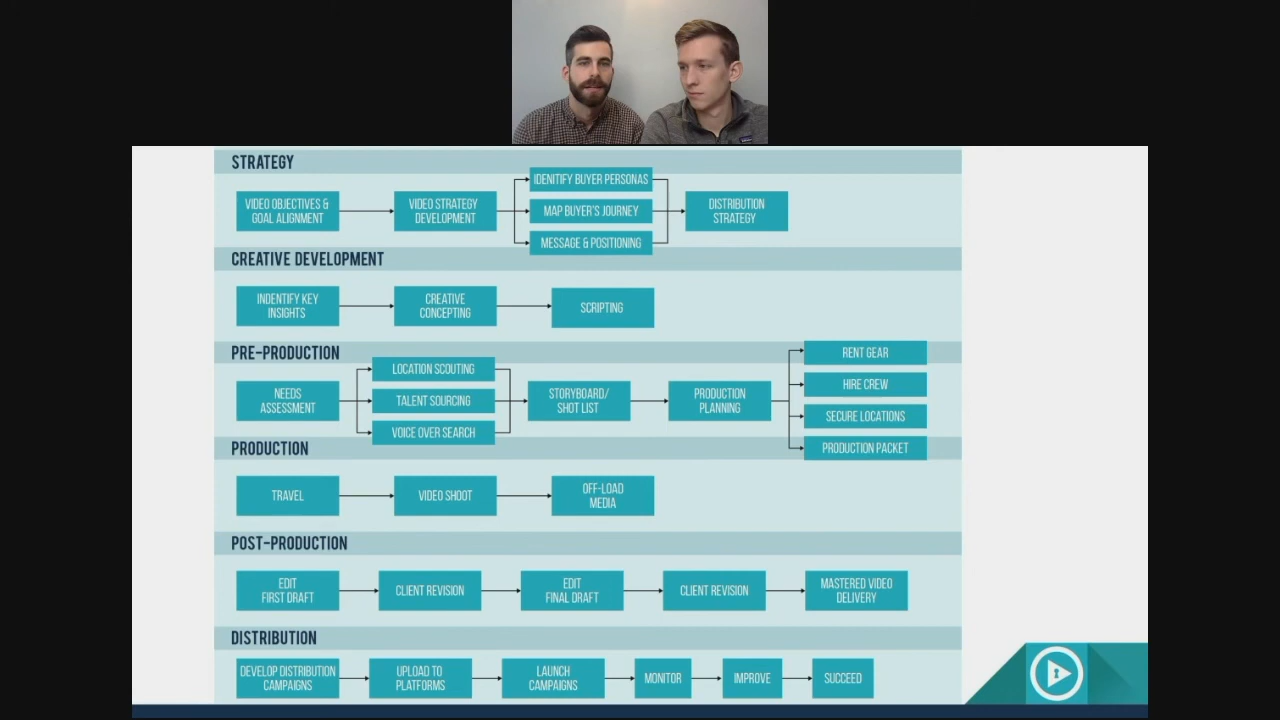 STRATEGY
VIDEO OBJECTIVES &
GOAL ALIGNMENT
VIDEO STRATEGY
DEVELOPMENT
IDENITIFY BUYER PERSONAS
MAP BUYER'S JOURNEY
MESSAGE & POSITIONING
DISTRIBUTION
STRATEGY
CREATIVE DEVELOPMENT
INDENTIFY KEY
INSIGHTS
CREATIVE
CONCEPTING
SCRIPTING
PRE-PRODUCTION
NEEDS
ASSESSMENT
LOCATION SCOUTING
TALENT SOURCING
VOICE OVER SEARCH
STORYBOARD/
SHOT LIST
PRODUCTION
PLANNING
RENT GEAR
HIRE CREW
SECURE LOCATIONS
PRODUCTION PACKET
PRODUCTION
TRAVEL
VIDEO SHOOT
OFF-LOAD
MEDIA
POST-PRODUCTION
EDIT
FIRST DRAFT
CLIENT REVISION
EDIT
FINAL DRAFT
CLIENT REVISION
MASTERED VIDEO
DELIVERY
DISTRIBUTION
DEVELOP DISTRIBUTION
CAMPAIGNS
UPLOAD TO
PLATFORMS
LAUNCH
CAMPAIGNS
MONITOR
IMPROVE
SUCCEED